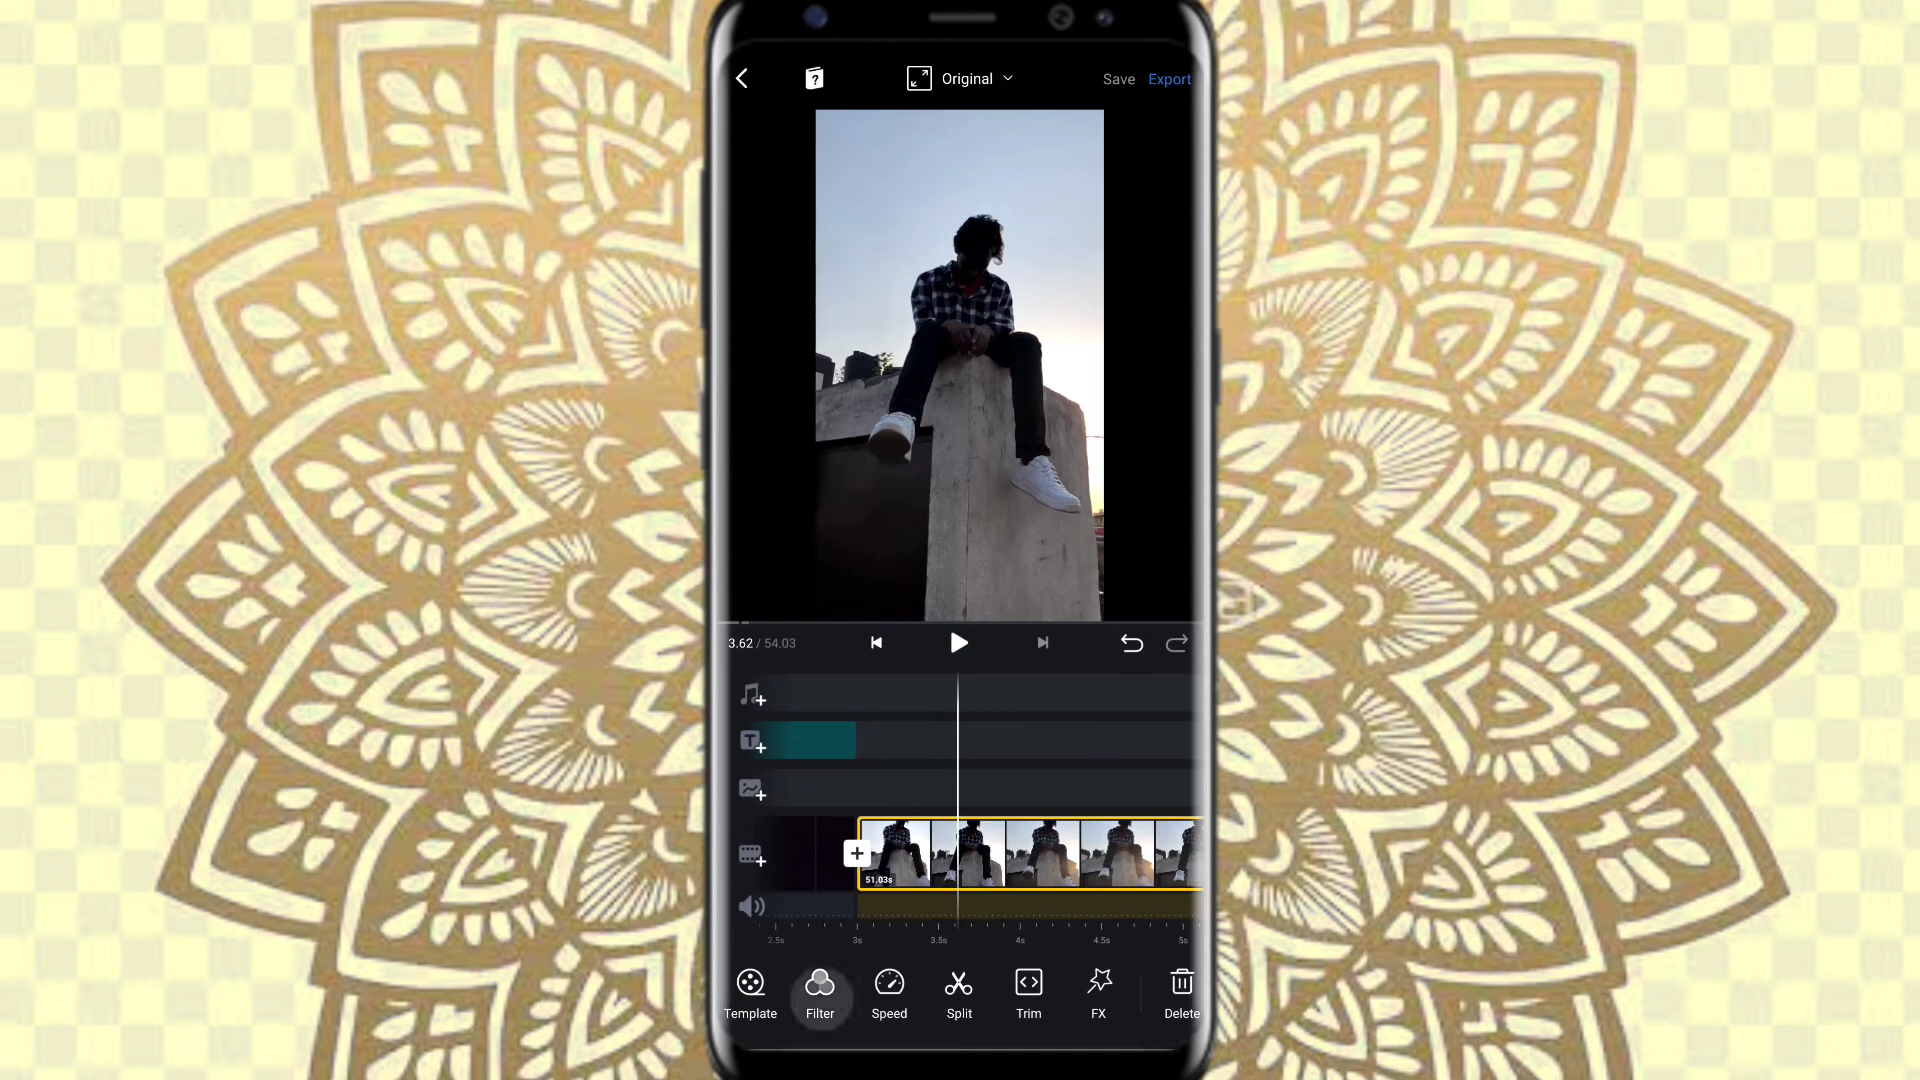 Original
Save Export
3.62 / 54.03
51.03s
2.5s 3s 3.5s 4s 4.5s 5s
Template Filter Speed Split Trim FX Delete